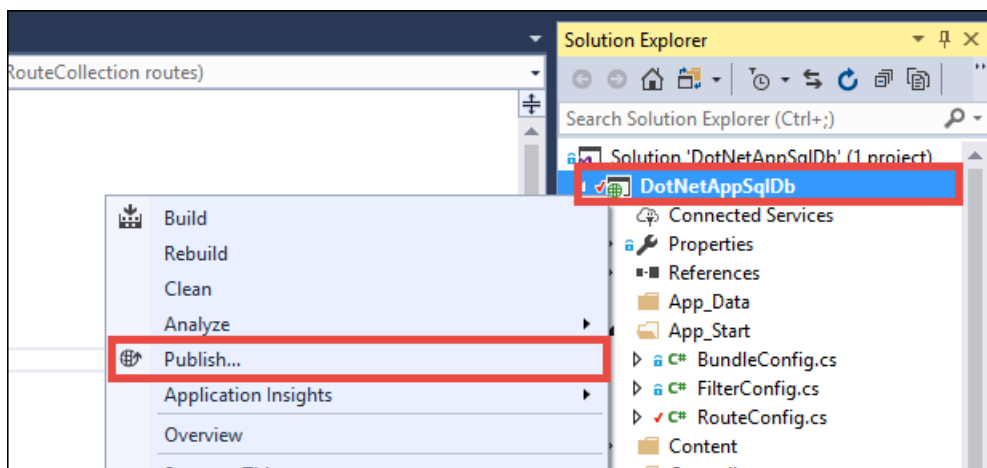 Solution Explorer
RouteCollection routes)
Search Solution Explorer (Ctrl+;)
Solution 'DotNetAppSqlDb' (1 project)
DotNetAppSqlDb
Connected Services
Properties
References
App_Data
App_Start
C# BundleConfig.cs
C# FilterConfig.cs
C# RouteConfig.cs
Content
Build
Rebuild
Clean
Analyze
Publish...
Application Insights
Overview